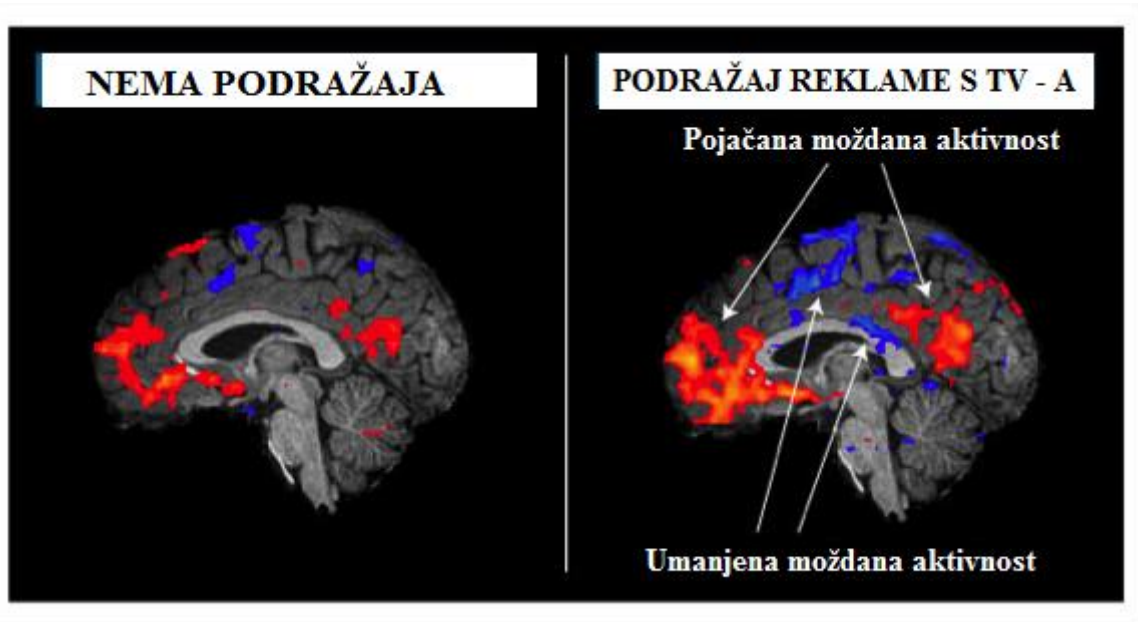 NEMA PODRAŽAJA
PODRAŽAJ REKLAME S TV - A
Pojačana moždana aktivnost
Umanjena moždana aktivnost